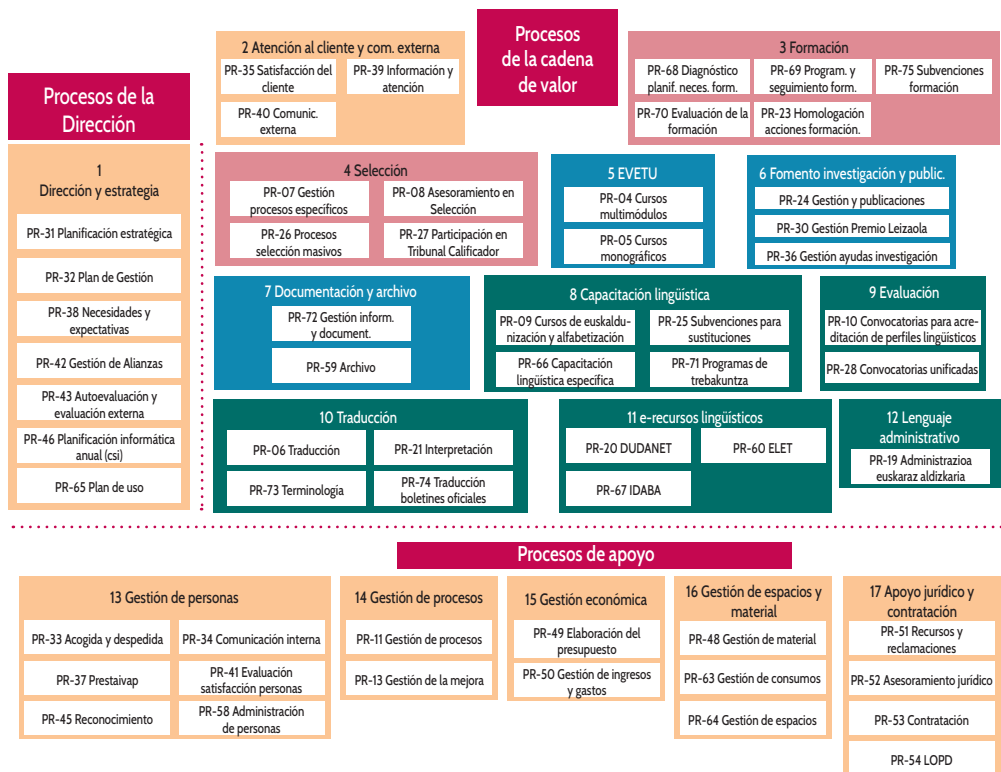 Procesos de la
Dirección
1
Dirección y estrategia
PR-31 Planificación estratégica
PR-32 Plan de Gestión
PR-38 Necesidades y
expectativas
PR-42 Gestión de Alianzas
PR-43 Autoevaluación y
evaluación externa
PR-46 Planificación informática
anual (csi)
PR-65 Plan de uso
Procesos
de la cadena
de valor
2 Atención al cliente y com. externa
PR-35 Satisfacción del
cliente
PR-39 Información y
atención
PR-40 Comunic.
externa
3 Formación
PR-68 Diagnóstico
planif. neces. form.
PR-69 Program. y
seguimiento form.
PR-75 Subvenciones
formación
PR-70 Evaluación de la
formación
PR-23 Homologación
acciones formación.
4 Selección
PR-07 Gestión
procesos específicos
PR-08 Asesoramiento en
Selección
PR-26 Procesos
selección masivos
PR-27 Participación en
Tribunal Calificador
5 EVETU
PR-04 Cursos
multimódulos
PR-05 Cursos
monográficos
6 Fomento investigación y public.
PR-24 Gestión y publicaciones
PR-30 Gestión Premio Leizaola
PR-36 Gestión ayudas investigación
7 Documentación y archivo
PR-72 Gestión inform.
y document.
PR-59 Archivo
8 Capacitación lingüística
PR-09 Cursos de euskaldu-
nización y alfabetización
PR-25 Subvenciones para
sustituciones
PR-66 Capacitación
lingüística específica
PR-71 Programas de
trebakuntza
9 Evaluación
PR-10 Convocatorias para acre-
ditación de perfiles lingüísticos
PR-28 Convocatorias unificadas
10 Traducción
PR-06 Traducción
PR-21 Interpretación
PR-73 Terminología
PR-74 Traducción
boletines oficiales
11 e-recursos lingüísticos
PR-20 DUDANET
PR-60 ELET
PR-67 IDABA
12 Lenguaje
administrativo
PR-19 Administrazioa
euskaraz aldizkaria
Procesos de apoyo
13 Gestión de personas
PR-33 Acogida y despedida
PR-34 Comunicación interna
PR-37 Prestaivap
PR-41 Evaluación
satisfacción personas
PR-45 Reconocimiento
PR-58 Administración
de personas
14 Gestión de procesos
PR-11 Gestión de procesos
PR-13 Gestión de la mejora
15 Gestión económica
PR-49 Elaboración del
presupuesto
PR-50 Gestión de ingresos
y gastos
16 Gestión de espacios y
material
PR-48 Gestión de material
PR-63 Gestión de consumos
PR-64 Gestión de espacios
17 Apoyo jurídico y
contratación
PR-51 Recursos y
reclamaciones
PR-52 Asesoramiento jurídico
PR-53 Contratación
PR-54 LOPD